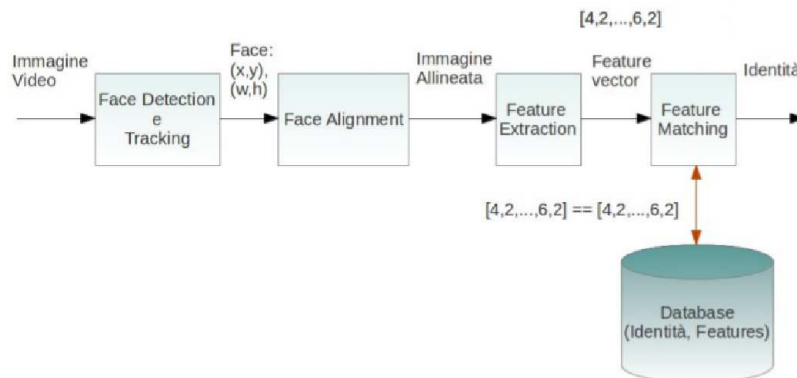 [4,2,...,6,2]
Immagine
Video
Face Detection
e
Tracking
Face:
(x,y),
(w,h)
Face Alignment
Immagine
Allineata
Feature
Extraction
Feature
vector
Feature
Matching
Identità
[4,2,...,6,2] == [4,2,...,6,2]
Database
(Identità, Features)